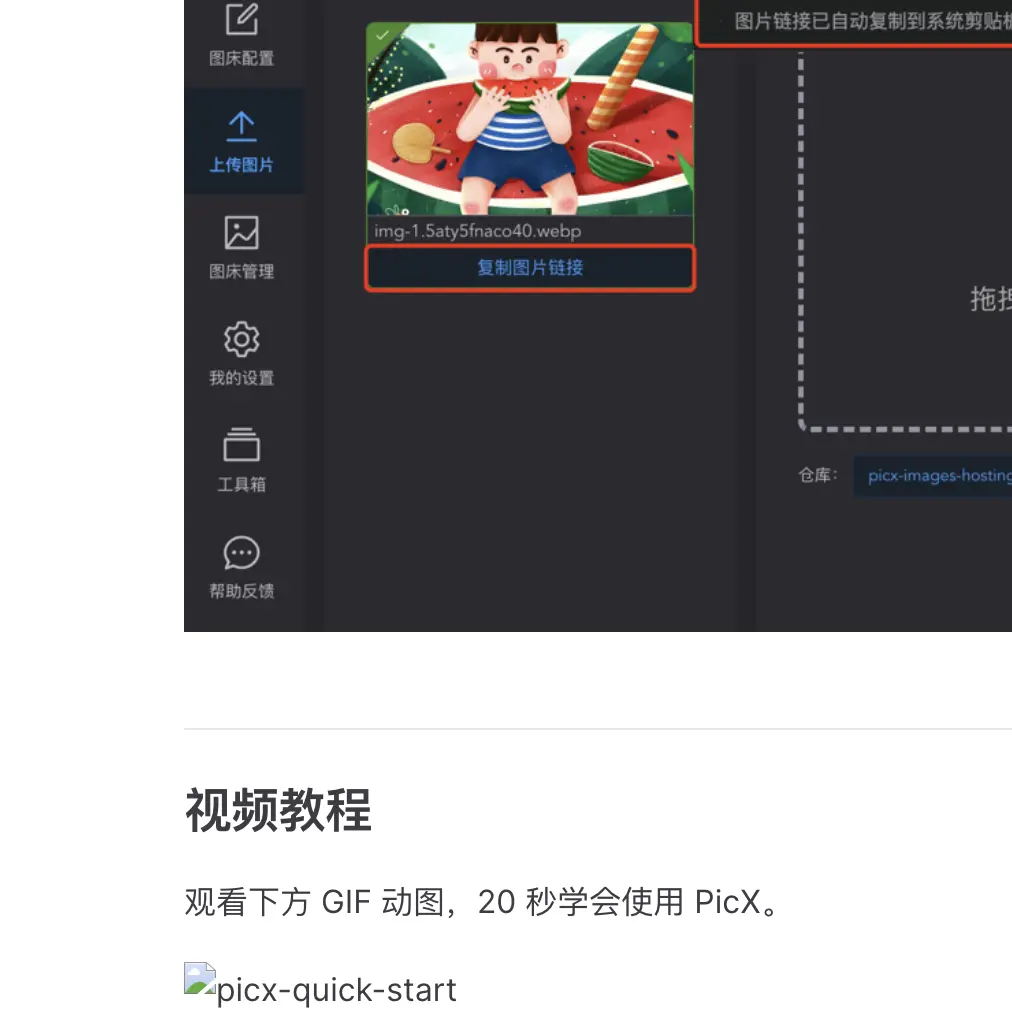 图床配置
图片链接已自动复制到系统剪贴
上传图片
img-1.5aty5fnaco40.webp
复制图片链接
图床管理
拖拽
我的设置
仓库:
picx-images-hosting
工具箱
帮助反馈
视频教程
观看下方 GIF 动图，20 秒学会使用 PicX。
picx-quick-start